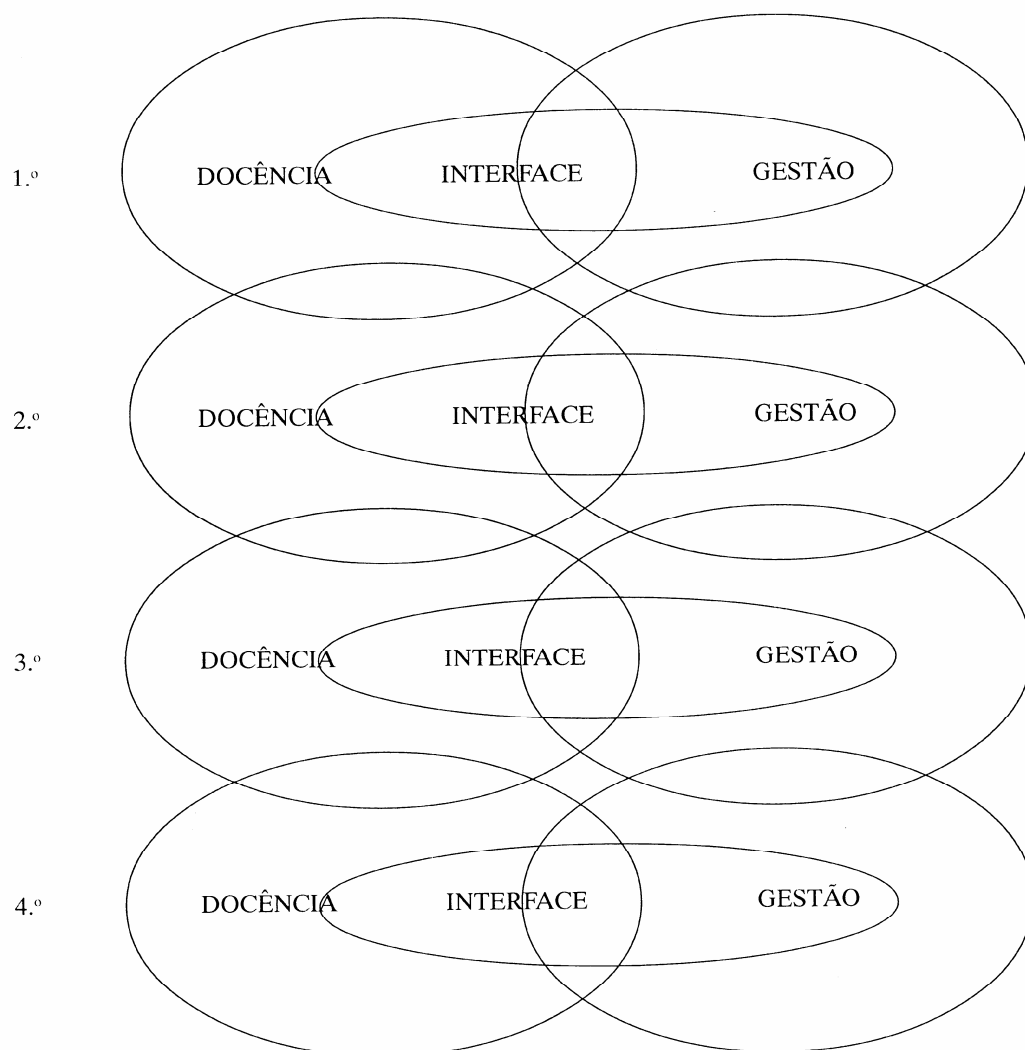 1.º DOCÊNCIA INTERFACE GESTÃO
2.º DOCÊNCIA INTERFACE GESTÃO
3.º DOCÊNCIA INTERFACE GESTÃO
4.º DOCÊNCIA INTERFACE GESTÃO